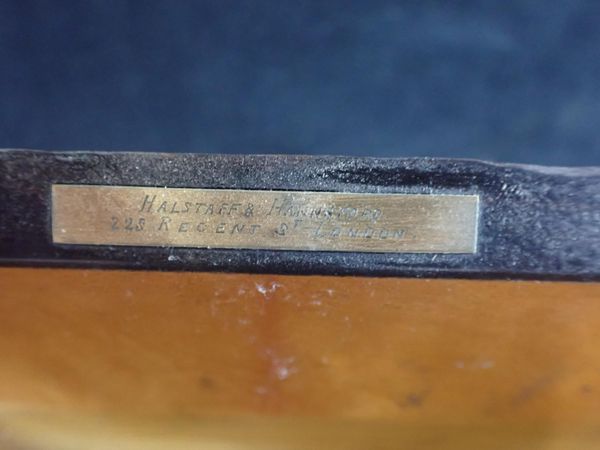 HALSTAFF & HANNAFORD
228 REGENT ST LONDON